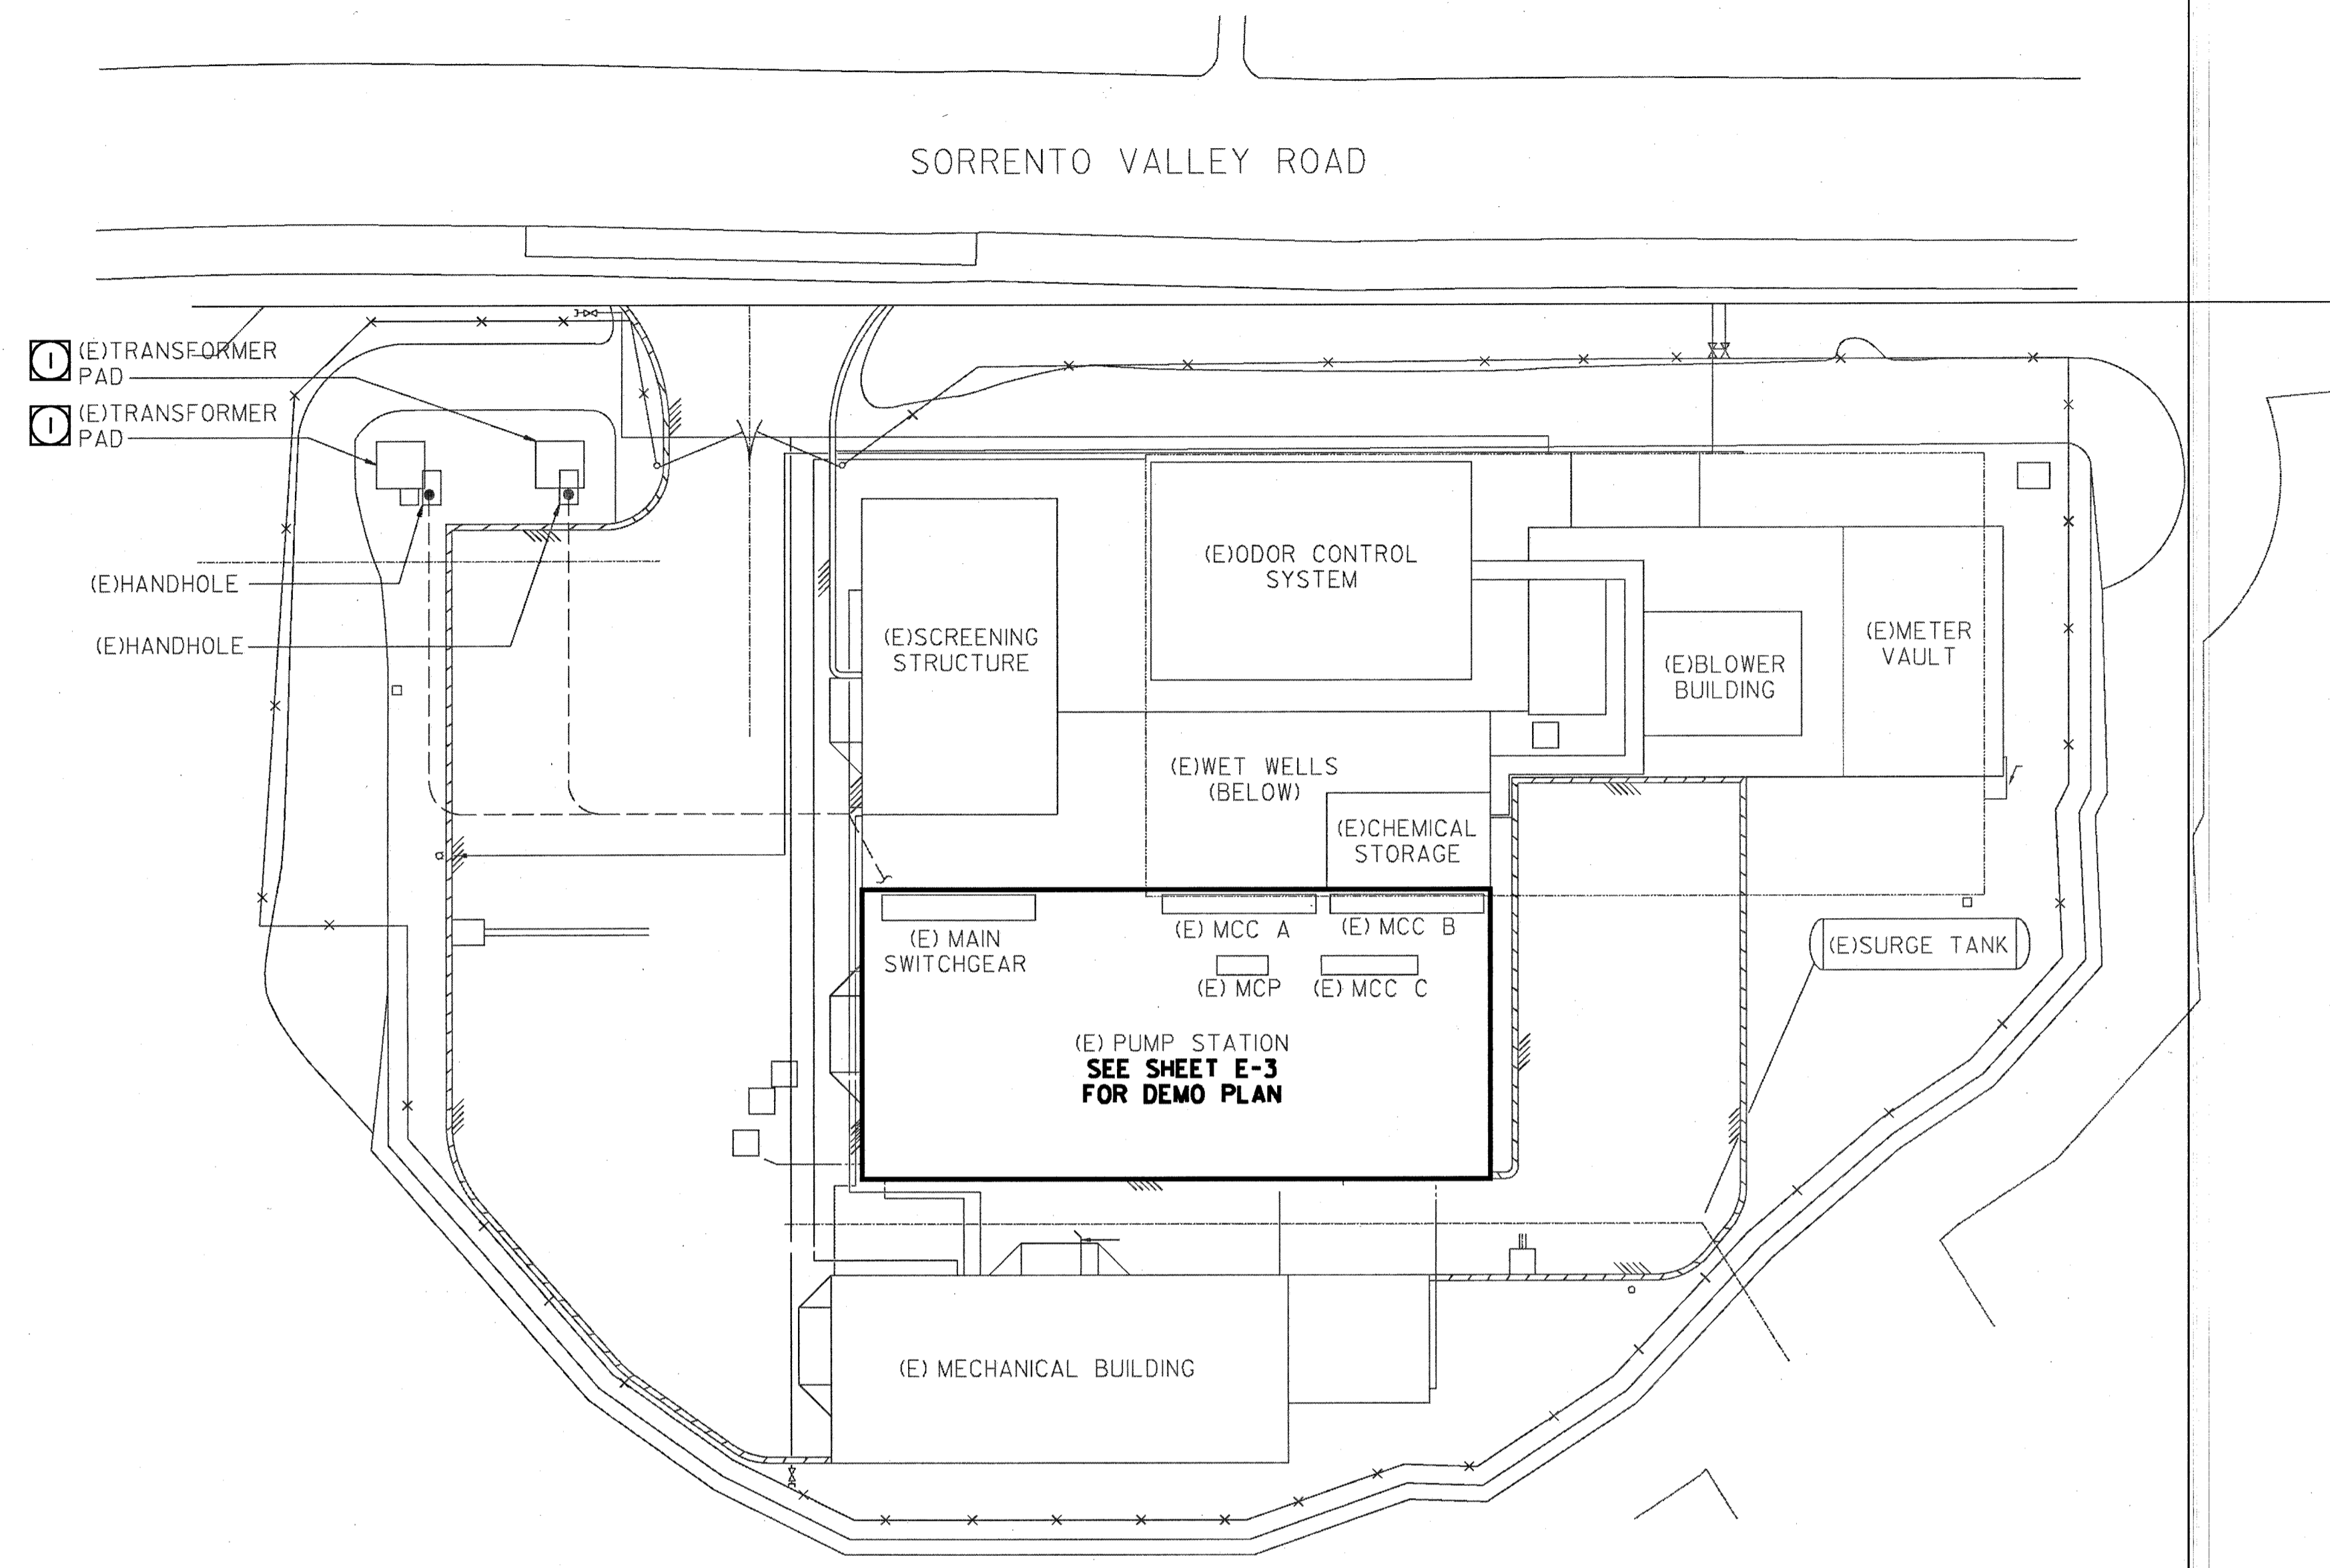 SORRENTO VALLEY ROAD
1 (E)TRANSFORMER
PAD
1 (E)TRANSFORMER
PAD
(E)HANDHOLE
(E)HANDHOLE
(E)ODOR CONTROL
SYSTEM
(E)SCREENING
STRUCTURE
(E)METER
VAULT
(E)BLOWER
BUILDING
(E)WET WELLS
(BELOW)
(E)CHEMICAL
STORAGE
(E) MAIN
SWITCHGEAR
(E) MCC A
(E) MCC B
(E) MCP
(E) MCC C
(E)SURGE TANK
(E) PUMP STATION
SEE SHEET E-3
FOR DEMO PLAN
(E) MECHANICAL BUILDING